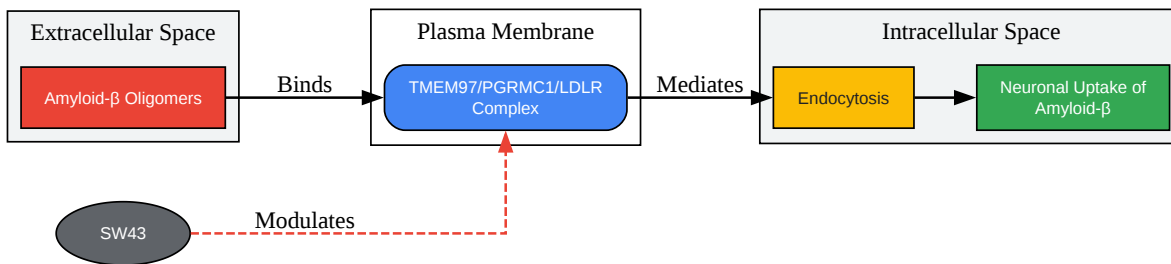 Extracellular Space
Amyloid-β Oligomers
Binds
Plasma Membrane
TMEM97/PGRMC1/LDLR
Complex
Mediates
Intracellular Space
Endocytosis
Neuronal Uptake of
Amyloid-β
SW43
Modulates